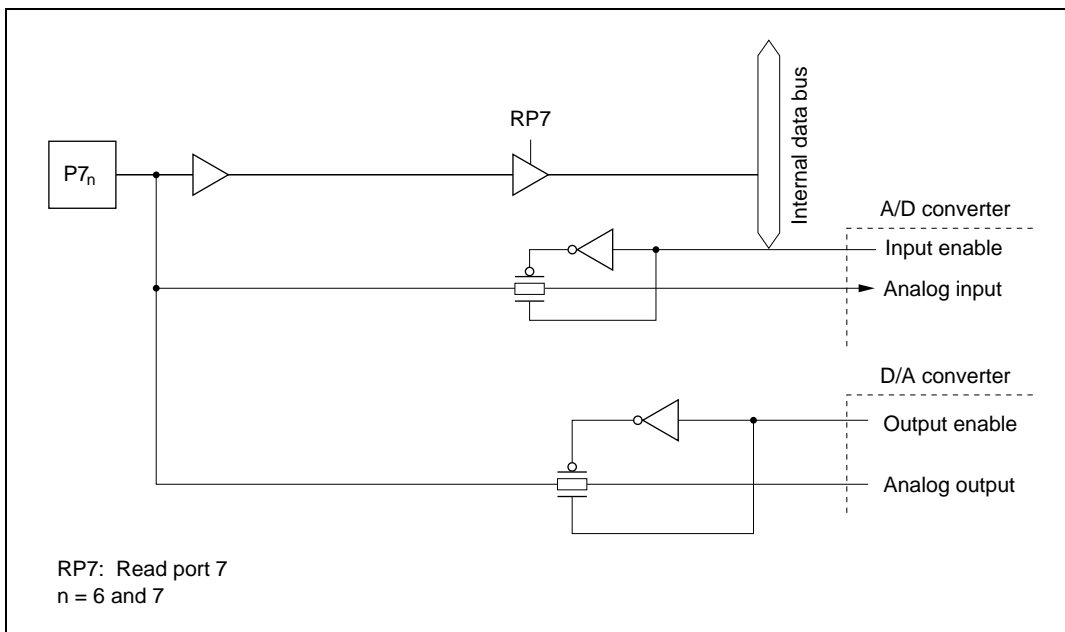 RP7
P7n
Internal data bus
A/D converter
Input enable
Analog input
D/A converter
Output enable
Analog output
RP7: Read port 7
n = 6 and 7